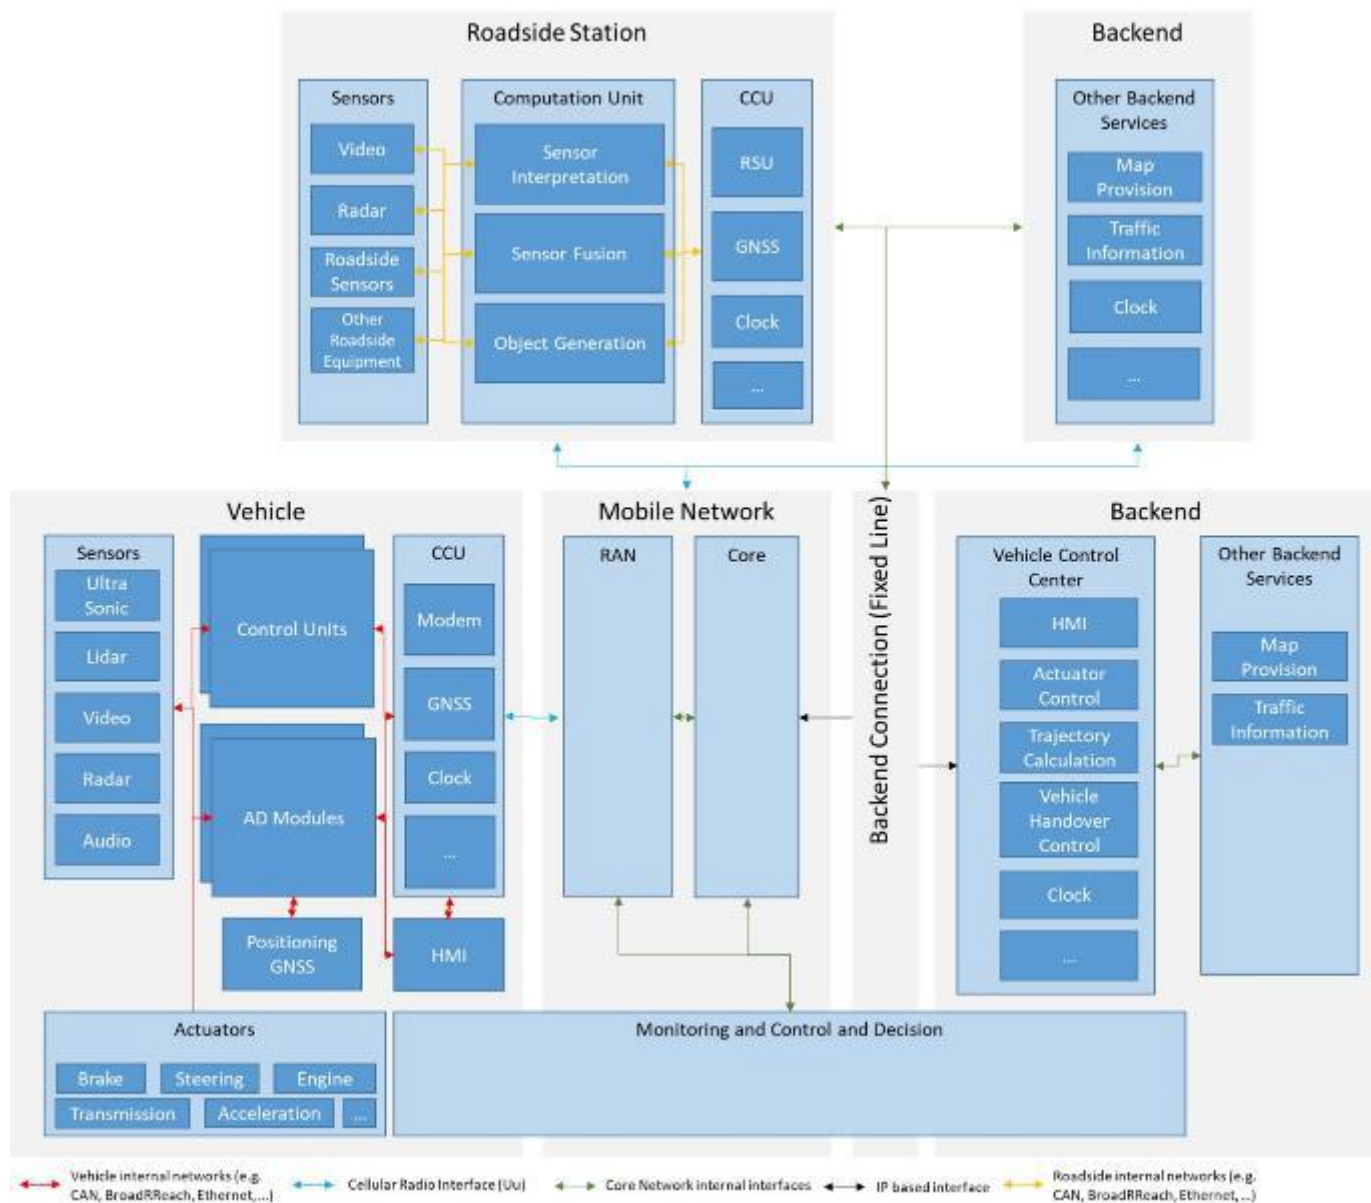 Roadside Station
Sensors
Video
Radar
Roadside
Sensors
Other
Roadside
Equipment
Computation Unit
Sensor
Interpretation
Sensor Fusion
Object Generation
CCU
RSU
GNSS
Clock
...
Backend
Other Backend
Services
Map
Provision
Traffic
Information
Clock
...
Vehicle
Sensors
Ultra
Sonic
Lidar
Video
Radar
Audio
Control Units
AD Modules
Positioning
GNSS
CCU
Modem
GNSS
Clock
...
HMI
Actuators
Brake
Steering
Engine
Transmission
Acceleration
...
Mobile Network
RAN
Core
Backend Connection (Fixed Line)
Backend
Vehicle Control
Center
HMI
Actuator
Control
Trajectory
Calculation
Vehicle
Handover
Control
Clock
...
Other Backend
Services
Map
Provision
Traffic
Information
Monitoring and Control and Decision
Vehicle internal networks (e.g.
CAN, BroadRReach, Ethernet, ...)
Cellular Radio Interface (Uu)
Core Network internal interfaces
IP based interface
Roadside internal networks (e.g.
CAN, BroadRReach, Ethernet, ...)